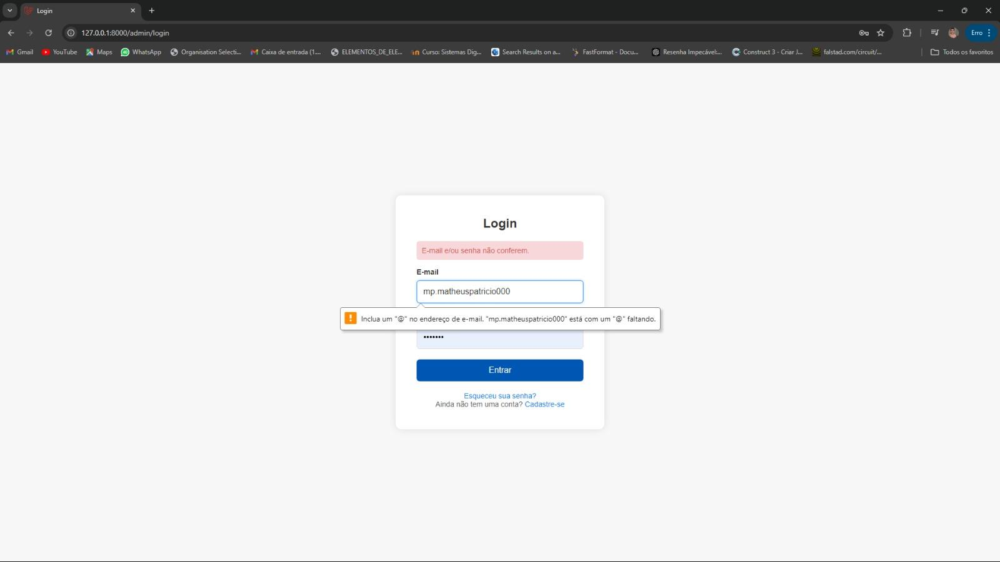 Login
127.0.0.1:8000/admin/login
Erro
Gmail
YouTube
Maps
WhatsApp
Organisation Selecti...
Caixa de entrada (1....
ELEMENTOS_DE_ELE...
Curso: Sistemas Dig...
Search Results on a...
FastFormat - Docu...
Resenha Impecável:...
Construct 3 - Criar J...
falstad.com/circuit/...
Todos os favoritos
Login
E-mail e/ou senha não conferem.
E-mail
mp.matheuspatricio000
Inclua um "@" no endereço de e-mail. "mp.matheuspatricio000" está com um "@" faltando.
•••••••
Entrar
Esqueceu sua senha?
Ainda não tem uma conta? Cadastre-se